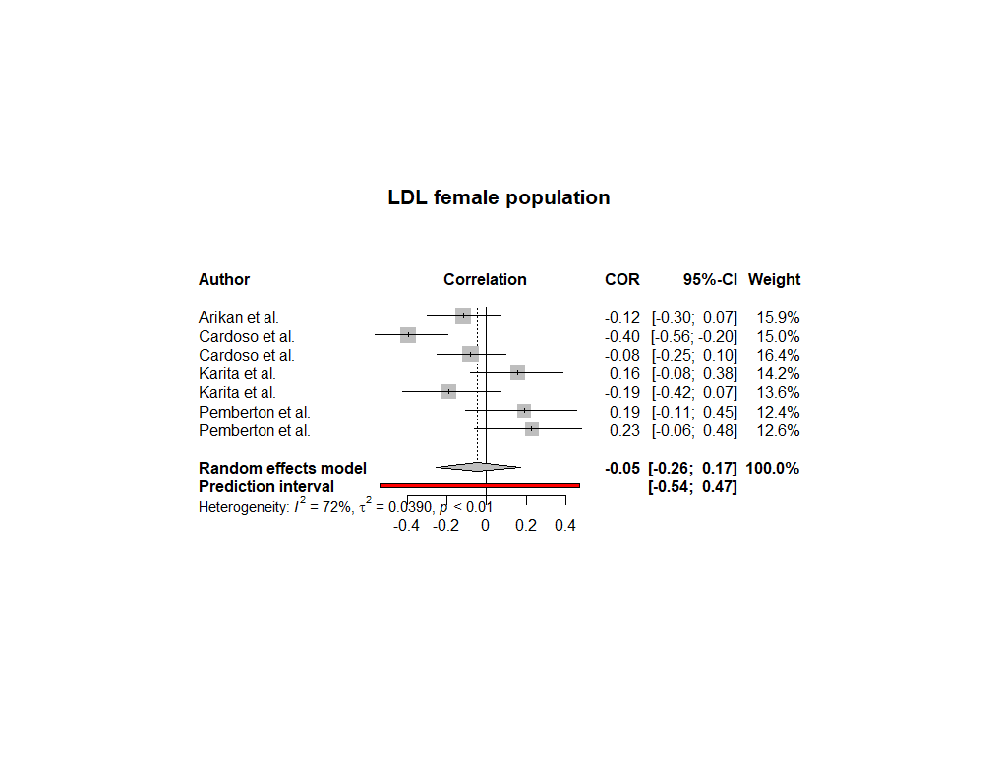 LDL female population
Author Correlation COR 95%-CI Weight
Arikan et al. -0.12 [-0.30; 0.07] 15.9%
Cardoso et al. -0.40 [-0.56; -0.20] 15.0%
Cardoso et al. -0.08 [-0.25; 0.10] 16.4%
Karita et al. 0.16 [-0.08; 0.38] 14.2%
Karita et al. -0.19 [-0.42; 0.07] 13.6%
Pemberton et al. 0.19 [-0.11; 0.45] 12.4%
Pemberton et al. 0.23 [-0.06; 0.48] 12.6%
Random effects model -0.05 [-0.26; 0.17] 100.0%
Prediction interval [-0.54; 0.47]
Heterogeneity: I² = 72%, τ² = 0.0390, p < 0.01
-0.4 -0.2 0 0.2 0.4